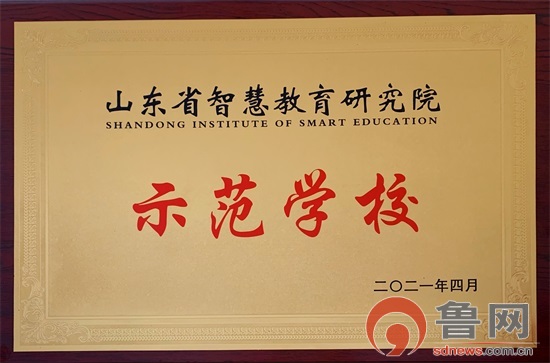 山东省智慧教育研究院
SHANDONG INSTITUTE OF SMART EDUCATION
示范学校
二〇二一年四月
鲁网
sdnews.com.cn